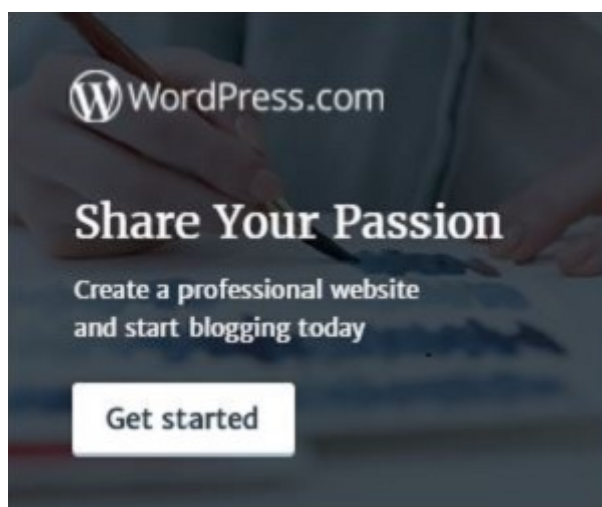 WordPress.com
Share Your Passion
Create a professional website
and start blogging today
Get started